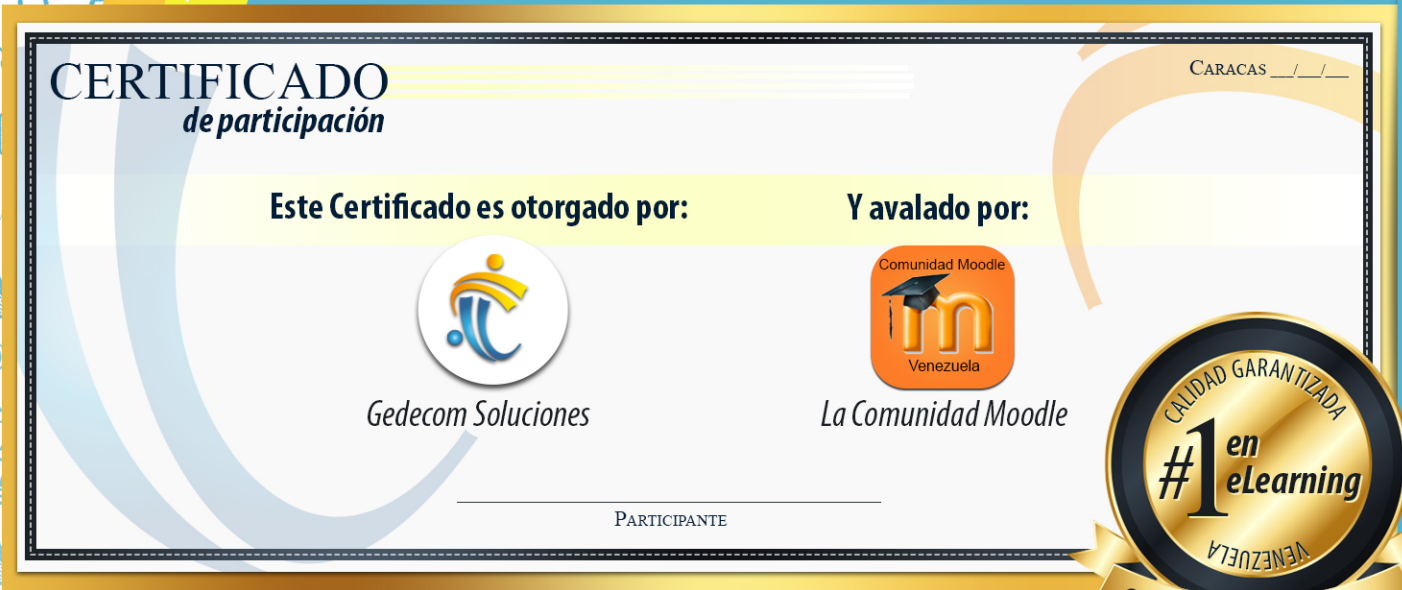 CERTIFICADO
de participación
CARACAS __/__/__
Este Certificado es otorgado por:
Y avalado por:
Comunidad Moodle
m
Venezuela
Gedecom Soluciones
La Comunidad Moodle
PARTICIPANTE
CALIDAD GARANTIZADA
#1 en
eLearning
VENEZUELA